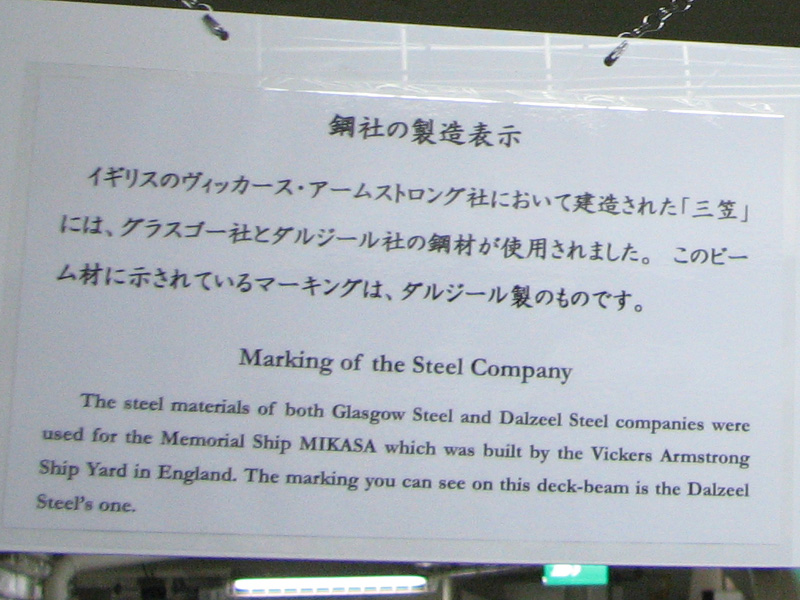 鋼社の製造表示
イギリスのヴィッカース・アームストロング社において建造された「三笠」
には、グラスゴー社とダルジール社の鋼材が使用されました。 このビー
ム材に示されているマーキングは、ダルジール製のものです。
Marking of the Steel Company
The steel materials of both Glasgow Steel and Dalzeel Steel companies were
used for the Memorial Ship MIKASA which was built by the Vickers Armstrong
Ship Yard in England. The marking you can see on this deck-beam is the Dalzeel
Steel's one.